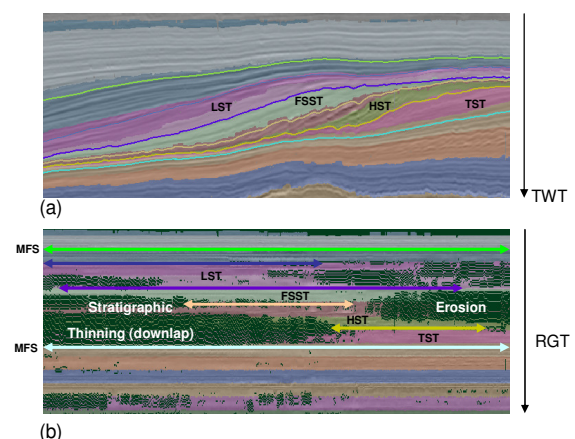 LST
FSST
HST
TST
TWT
(a)
MFS
LST
FSST
Stratigraphic
Erosion
HST
Thinning (downlap)
TST
MFS
RGT
(b)